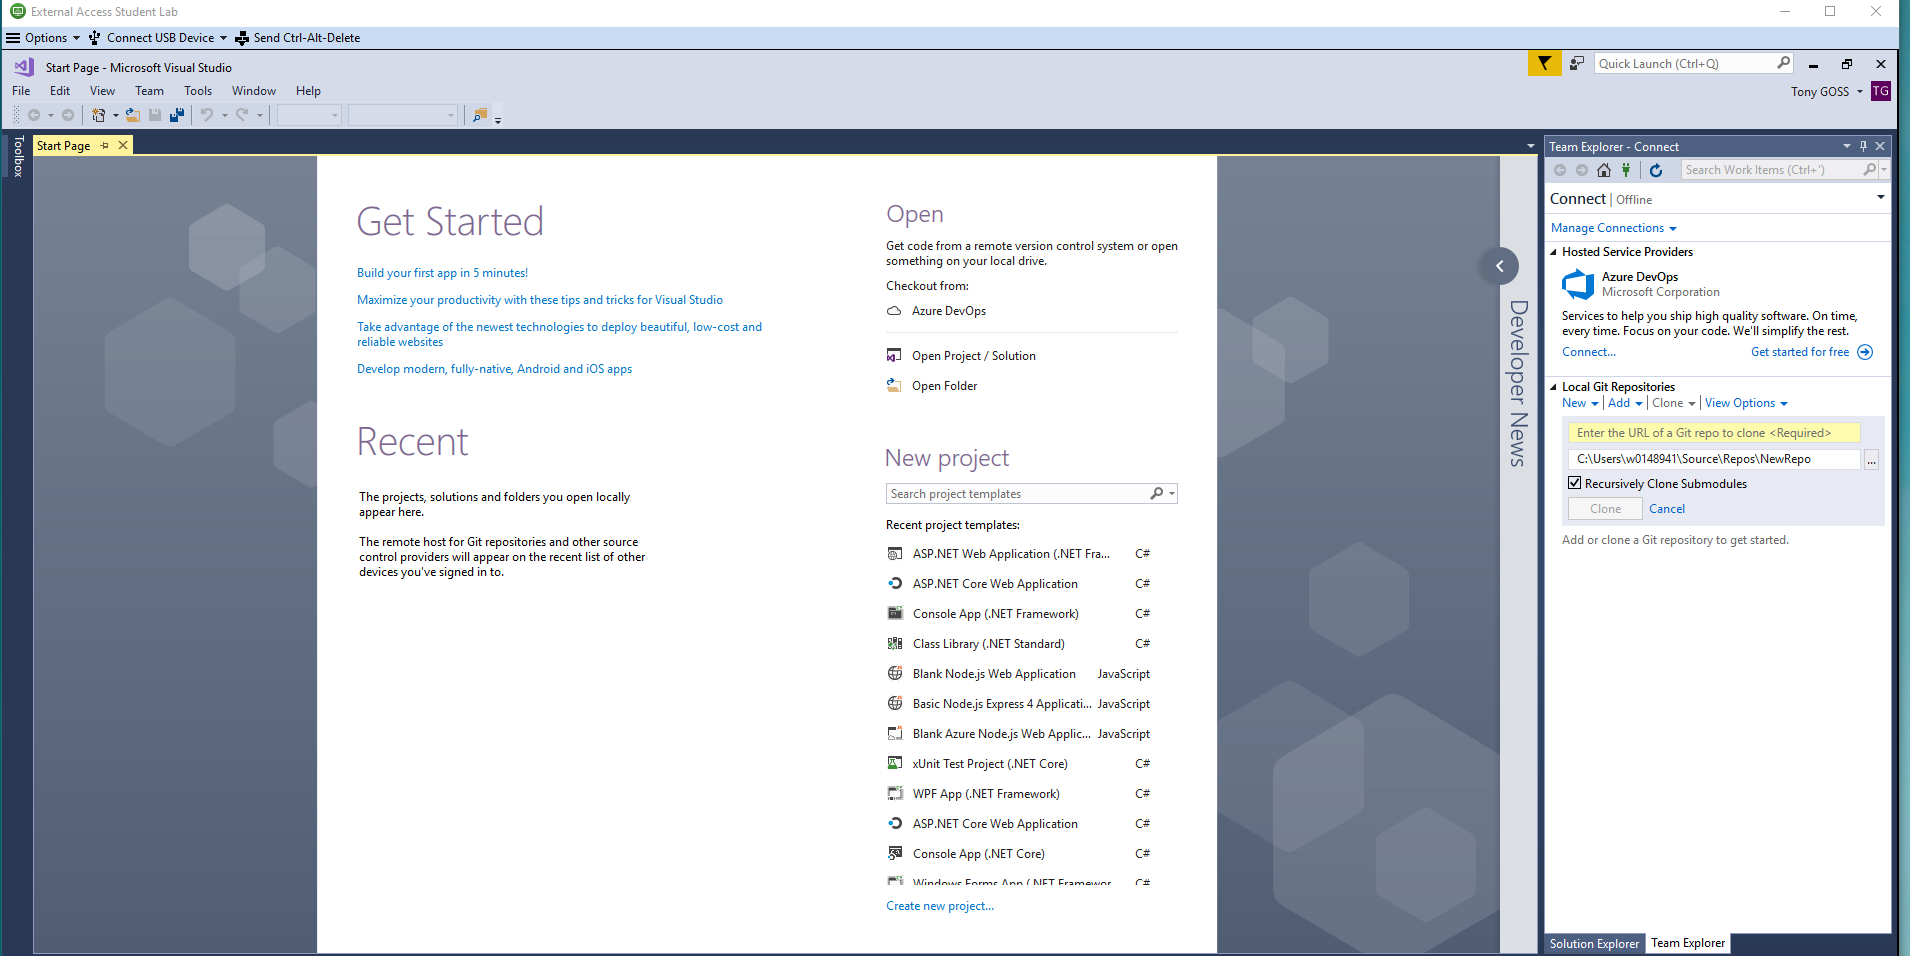 External Access Student Lab
Options Connect USB Device Send Ctrl-Alt-Delete
Start Page - Microsoft Visual Studio
Quick Launch (Ctrl+Q)
File Edit View Team Tools Window Help
Tony GOSS TG
Toolbox
Start Page
Get Started
Build your first app in 5 minutes!
Maximize your productivity with these tips and tricks for Visual Studio
Take advantage of the newest technologies to deploy beautiful, low-cost and
reliable websites
Develop modern, fully-native, Android and iOS apps
Recent
The projects, solutions and folders you open locally
appear here.
The remote host for Git repositories and other source
control providers will appear on the recent list of other
devices you've signed in to.
Open
Get code from a remote version control system or open
something on your local drive.
Checkout from:
Azure DevOps
Open Project / Solution
Open Folder
New project
Search project templates
Recent project templates:
ASP.NET Web Application (.NET Fra... C#
ASP.NET Core Web Application C#
Console App (.NET Framework) C#
Class Library (.NET Standard) C#
Blank Node.js Web Application JavaScript
Basic Node.js Express 4 Applicati... JavaScript
Blank Azure Node.js Web Applic... JavaScript
xUnit Test Project (.NET Core) C#
WPF App (.NET Framework) C#
ASP.NET Core Web Application C#
Console App (.NET Core) C#
Windows Forms App (.NET Framewor C#
Create new project...
Developer News
Team Explorer - Connect
Search Work Items (Ctrl+')
Connect | Offline
Manage Connections
Hosted Service Providers
Azure DevOps
Microsoft Corporation
Services to help you ship high quality software. On time,
every time. Focus on your code. We'll simplify the rest.
Connect... Get started for free
Local Git Repositories
New | Add | Clone | View Options
Enter the URL of a Git repo to clone <Required>
C:\Users\w0148941\Source\Repos\NewRepo ...
Recursively Clone Submodules
Clone Cancel
Add or clone a Git repository to get started.
Solution Explorer Team Explorer